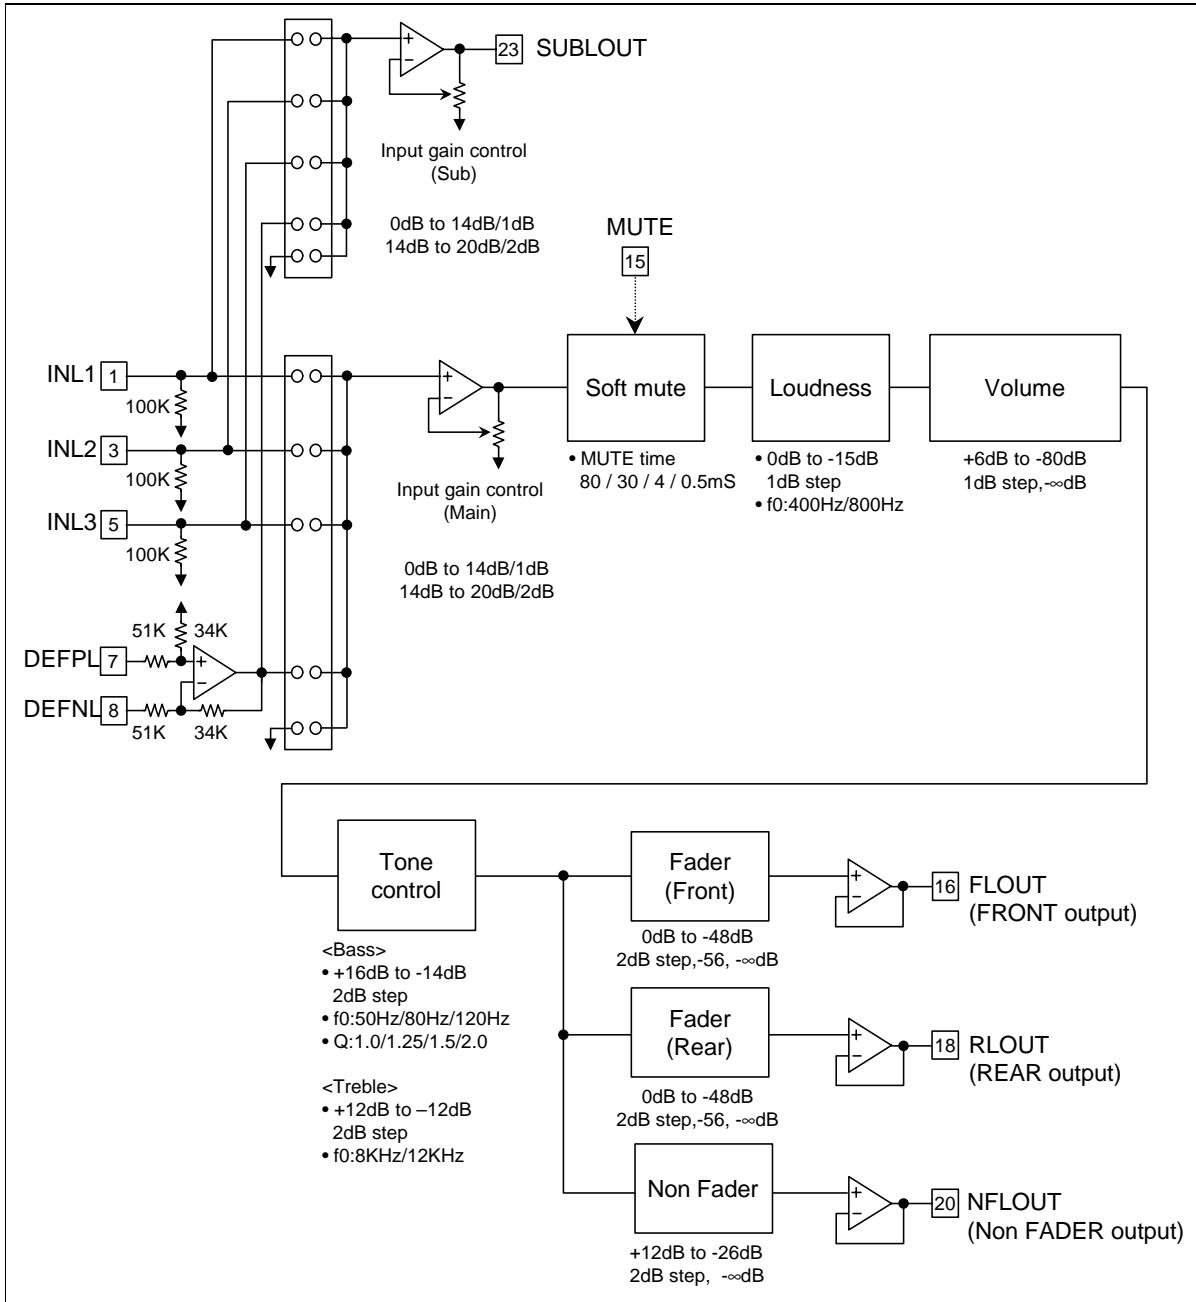 23 SUBLOUT
+
−
Input gain control
(Sub)
0dB to 14dB/1dB
14dB to 20dB/2dB
MUTE
15
INL1 1
100K
INL2 3
100K
INL3 5
100K
+
−
Input gain control
(Main)
0dB to 14dB/1dB
14dB to 20dB/2dB
Soft mute
• MUTE time
80 / 30 / 4 / 0.5mS
Loudness
• 0dB to -15dB
1dB step
• f0:400Hz/800Hz
Volume
+6dB to -80dB
1dB step,-∞dB
51K 34K
DEFPL 7
+
−
DEFNL 8
51K 34K
Tone
control
<Bass>
• +16dB to -14dB
2dB step
• f0:50Hz/80Hz/120Hz
• Q:1.0/1.25/1.5/2.0
<Treble>
• +12dB to –12dB
2dB step
• f0:8KHz/12KHz
Fader
(Front)
0dB to -48dB
2dB step,-56, -∞dB
+
−
16 FLOUT
(FRONT output)
Fader
(Rear)
0dB to -48dB
2dB step,-56, -∞dB
+
−
18 RLOUT
(REAR output)
Non Fader
+12dB to -26dB
2dB step, -∞dB
+
−
20 NFLOUT
(Non FADER output)